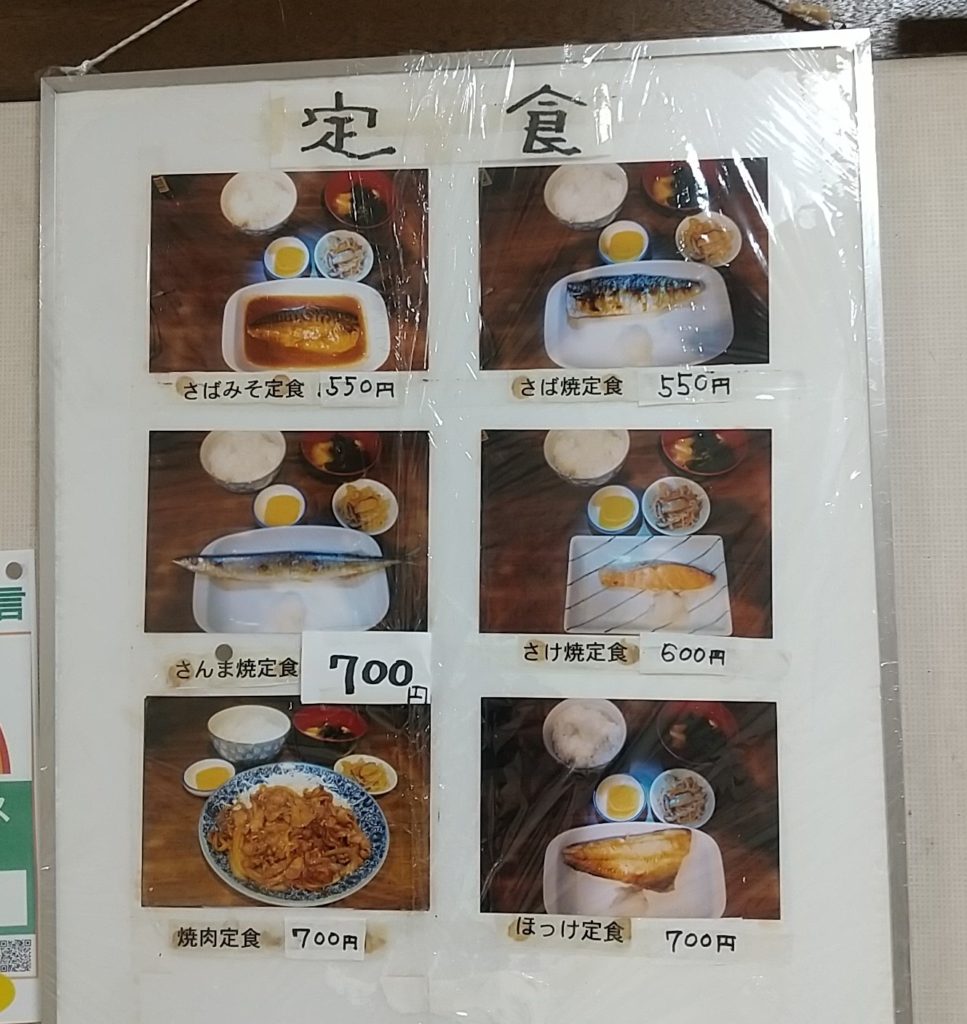 定食
さばみそ定食 550円
さば焼定食 550円
さんま焼定食 700円
さけ焼定食 600円
焼肉定食 700円
ほっけ定食 700円
言
ス